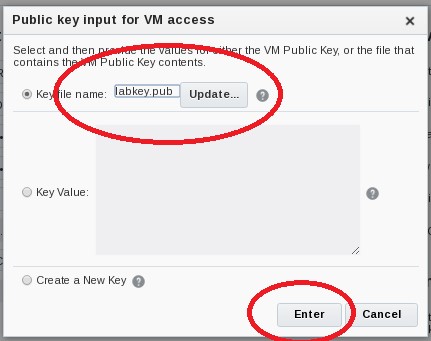 Public key input for VM access
Select and then provide the values for either the VM Public Key, or the file that
contains the VM Public Key contents.
Key file name: labkey.pub Update... ?
Key Value: ?
Create a New Key ?
Enter Cancel